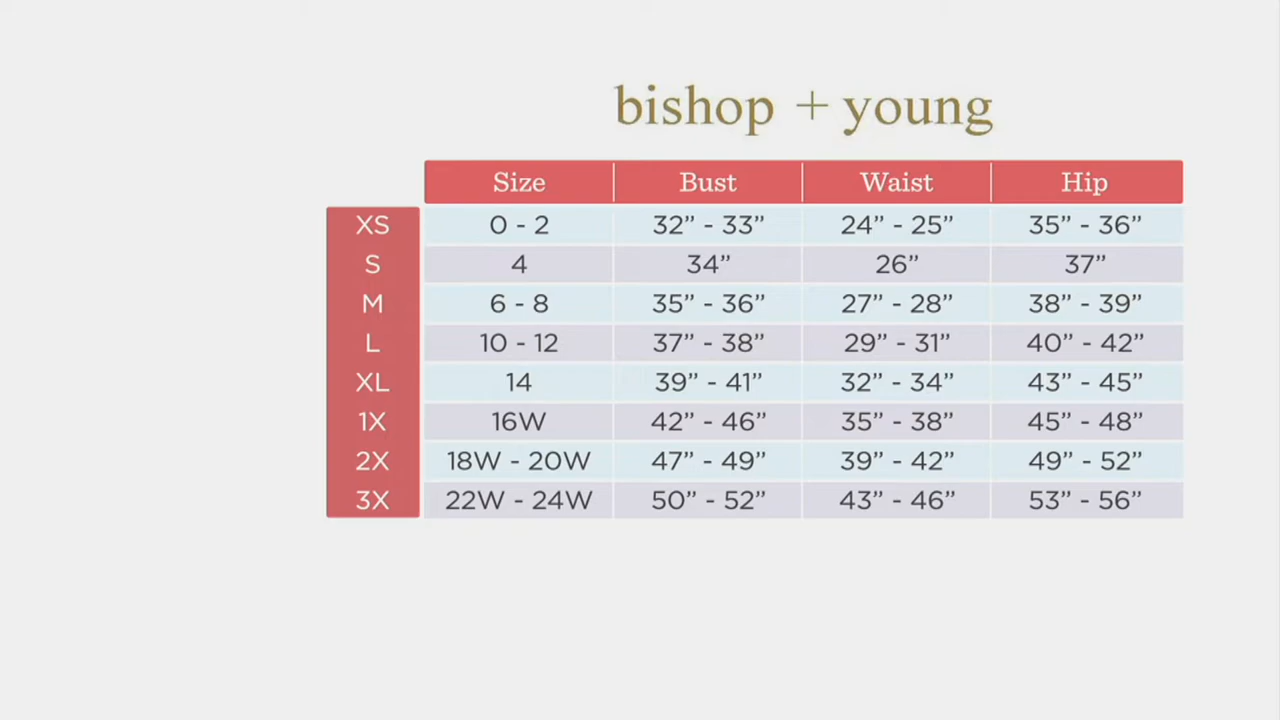 bishop + young
Size Bust Waist Hip
XS 0 - 2 32” - 33” 24” - 25” 35” - 36”
S 4 34” 26” 37”
M 6 - 8 35” - 36” 27” - 28” 38” - 39”
L 10 - 12 37” - 38” 29” - 31” 40” - 42”
XL 14 39” - 41” 32” - 34” 43” - 45”
1X 16W 42” - 46” 35” - 38” 45” - 48”
2X 18W - 20W 47” - 49” 39” - 42” 49” - 52”
3X 22W - 24W 50” - 52” 43” - 46” 53” - 56”